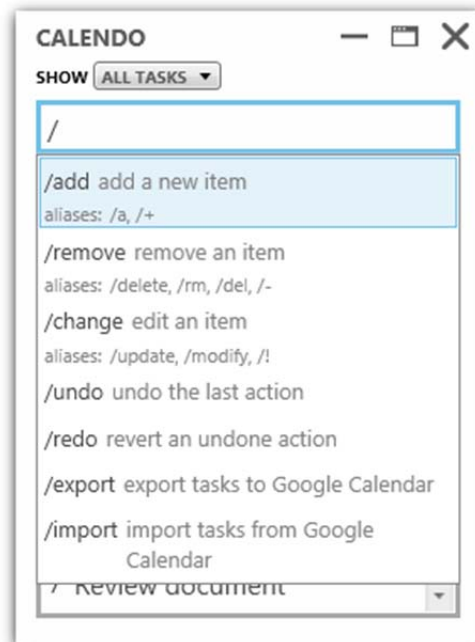 CALENDO
SHOW ALL TASKS
/
/add add a new item
aliases: /a, /+
/remove remove an item
aliases: /delete, /rm, /del, /-
/change edit an item
aliases: /update, /modify, /!
/undo undo the last action
/redo revert an undone action
/export export tasks to Google Calendar
/import import tasks from Google
Calendar
Review document